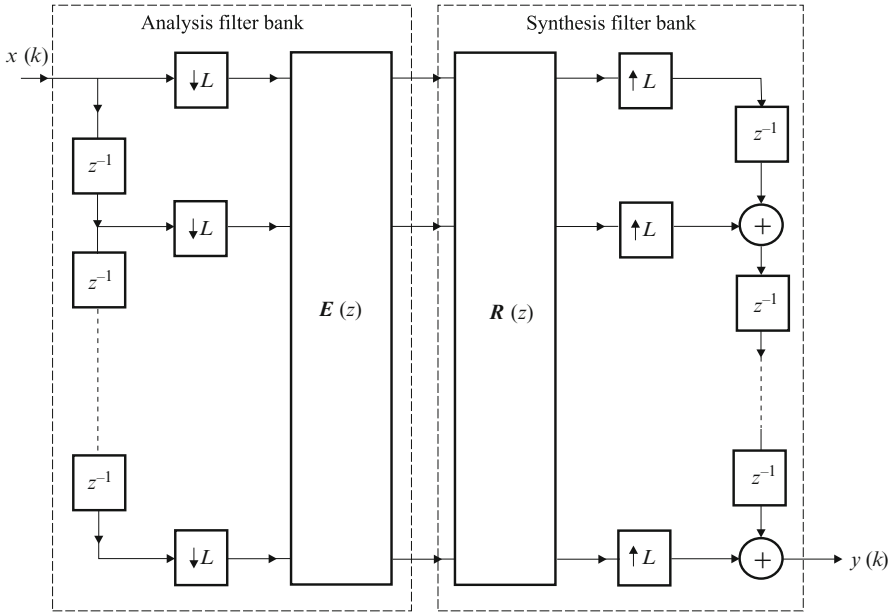 Analysis filter bank
Synthesis filter bank
x (k)
↓L
↑L
z⁻¹
z⁻¹
↓L
↑L
+
z⁻¹
z⁻¹
E (z)
R (z)
z⁻¹
z⁻¹
↓L
↑L
+
y (k)